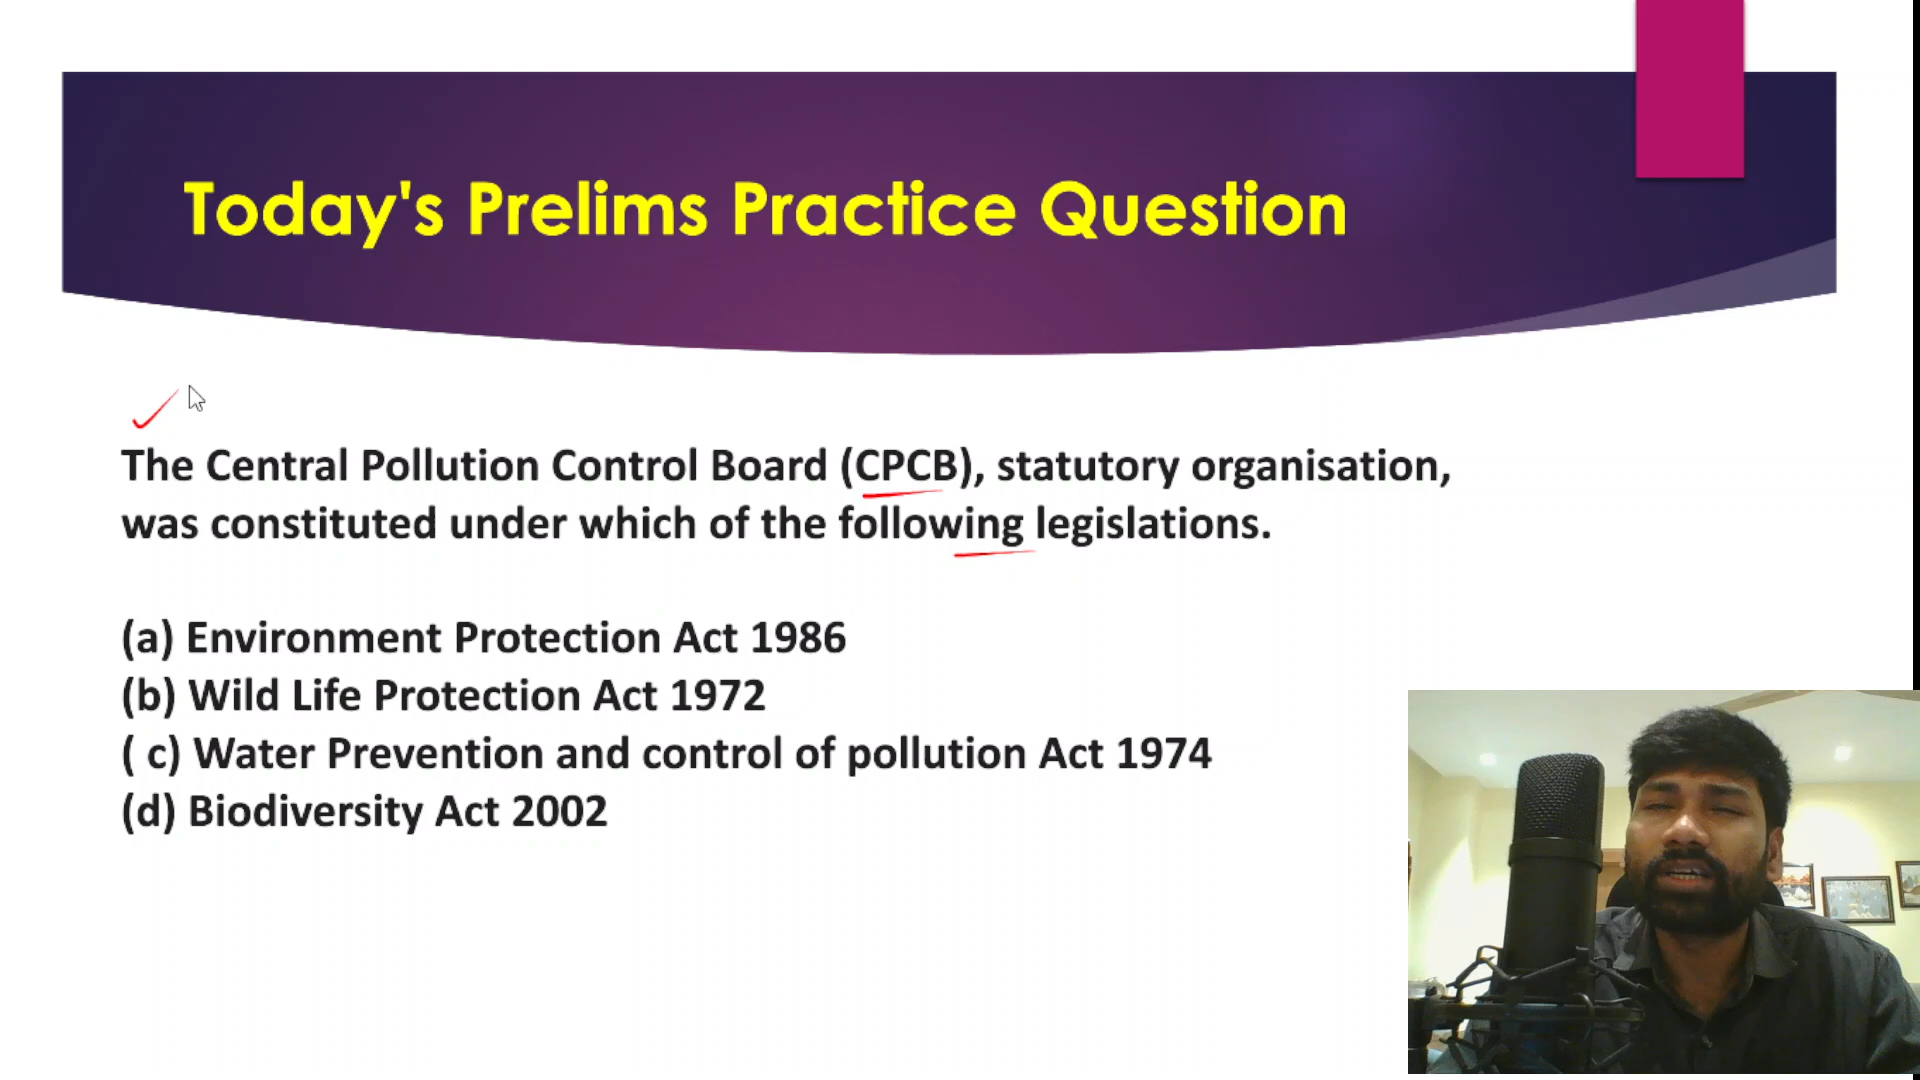 Today's Prelims Practice Question
The Central Pollution Control Board (CPCB), statutory organisation,
was constituted under which of the following legislations.
(a) Environment Protection Act 1986
(b) Wild Life Protection Act 1972
( c) Water Prevention and control of pollution Act 1974
(d) Biodiversity Act 2002